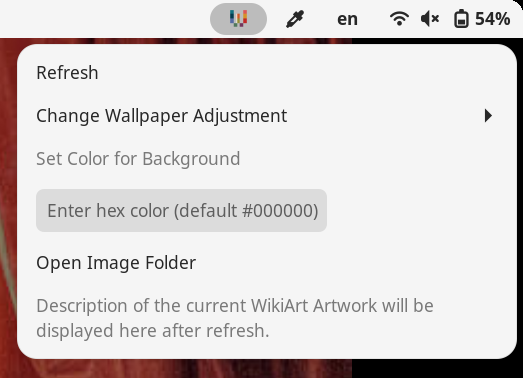 en 54%
Refresh
Change Wallpaper Adjustment
Set Color for Background
Enter hex color (default #000000)
Open Image Folder
Description of the current WikiArt Artwork will be
displayed here after refresh.